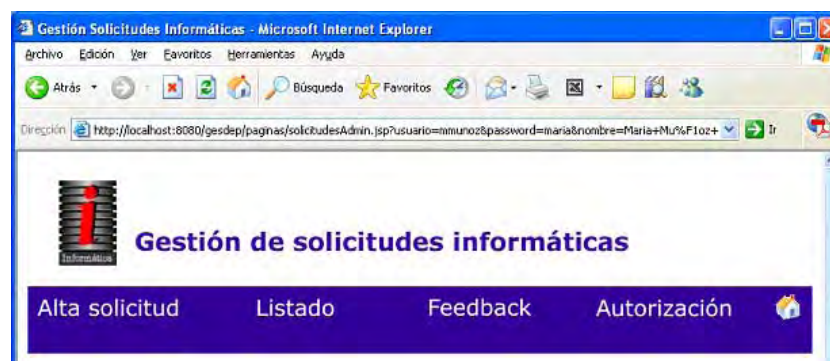 Gestión Solicitudes Informáticas - Microsoft Internet Explorer
Archivo Edición Ver Favoritos Herramientas Ayuda
Atrás Búsqueda Favoritos
Dirección http://localhost:8080/gesdep/paginas/solicitudesAdmin.jsp?usuario=mmunoz&password=maria&nombre=Maria+Mu%F1oz+ Ir
i
Informática
Gestión de solicitudes informáticas
Alta solicitud Listado Feedback Autorización